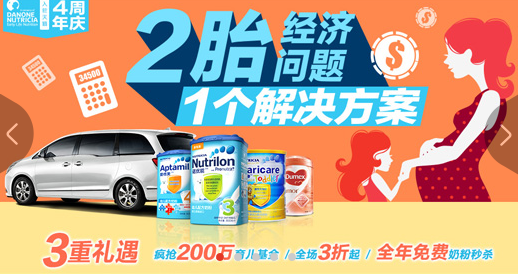 DANONE
NUTRICIA
4周
年庆
34500
2胎 经济
问题
1个解决方案
Aptamil
Nutrilon
3
Karicare
Dumex
3重礼遇 疯抢200万育儿基金 / 全场3折起 / 全年免费奶粉秒杀